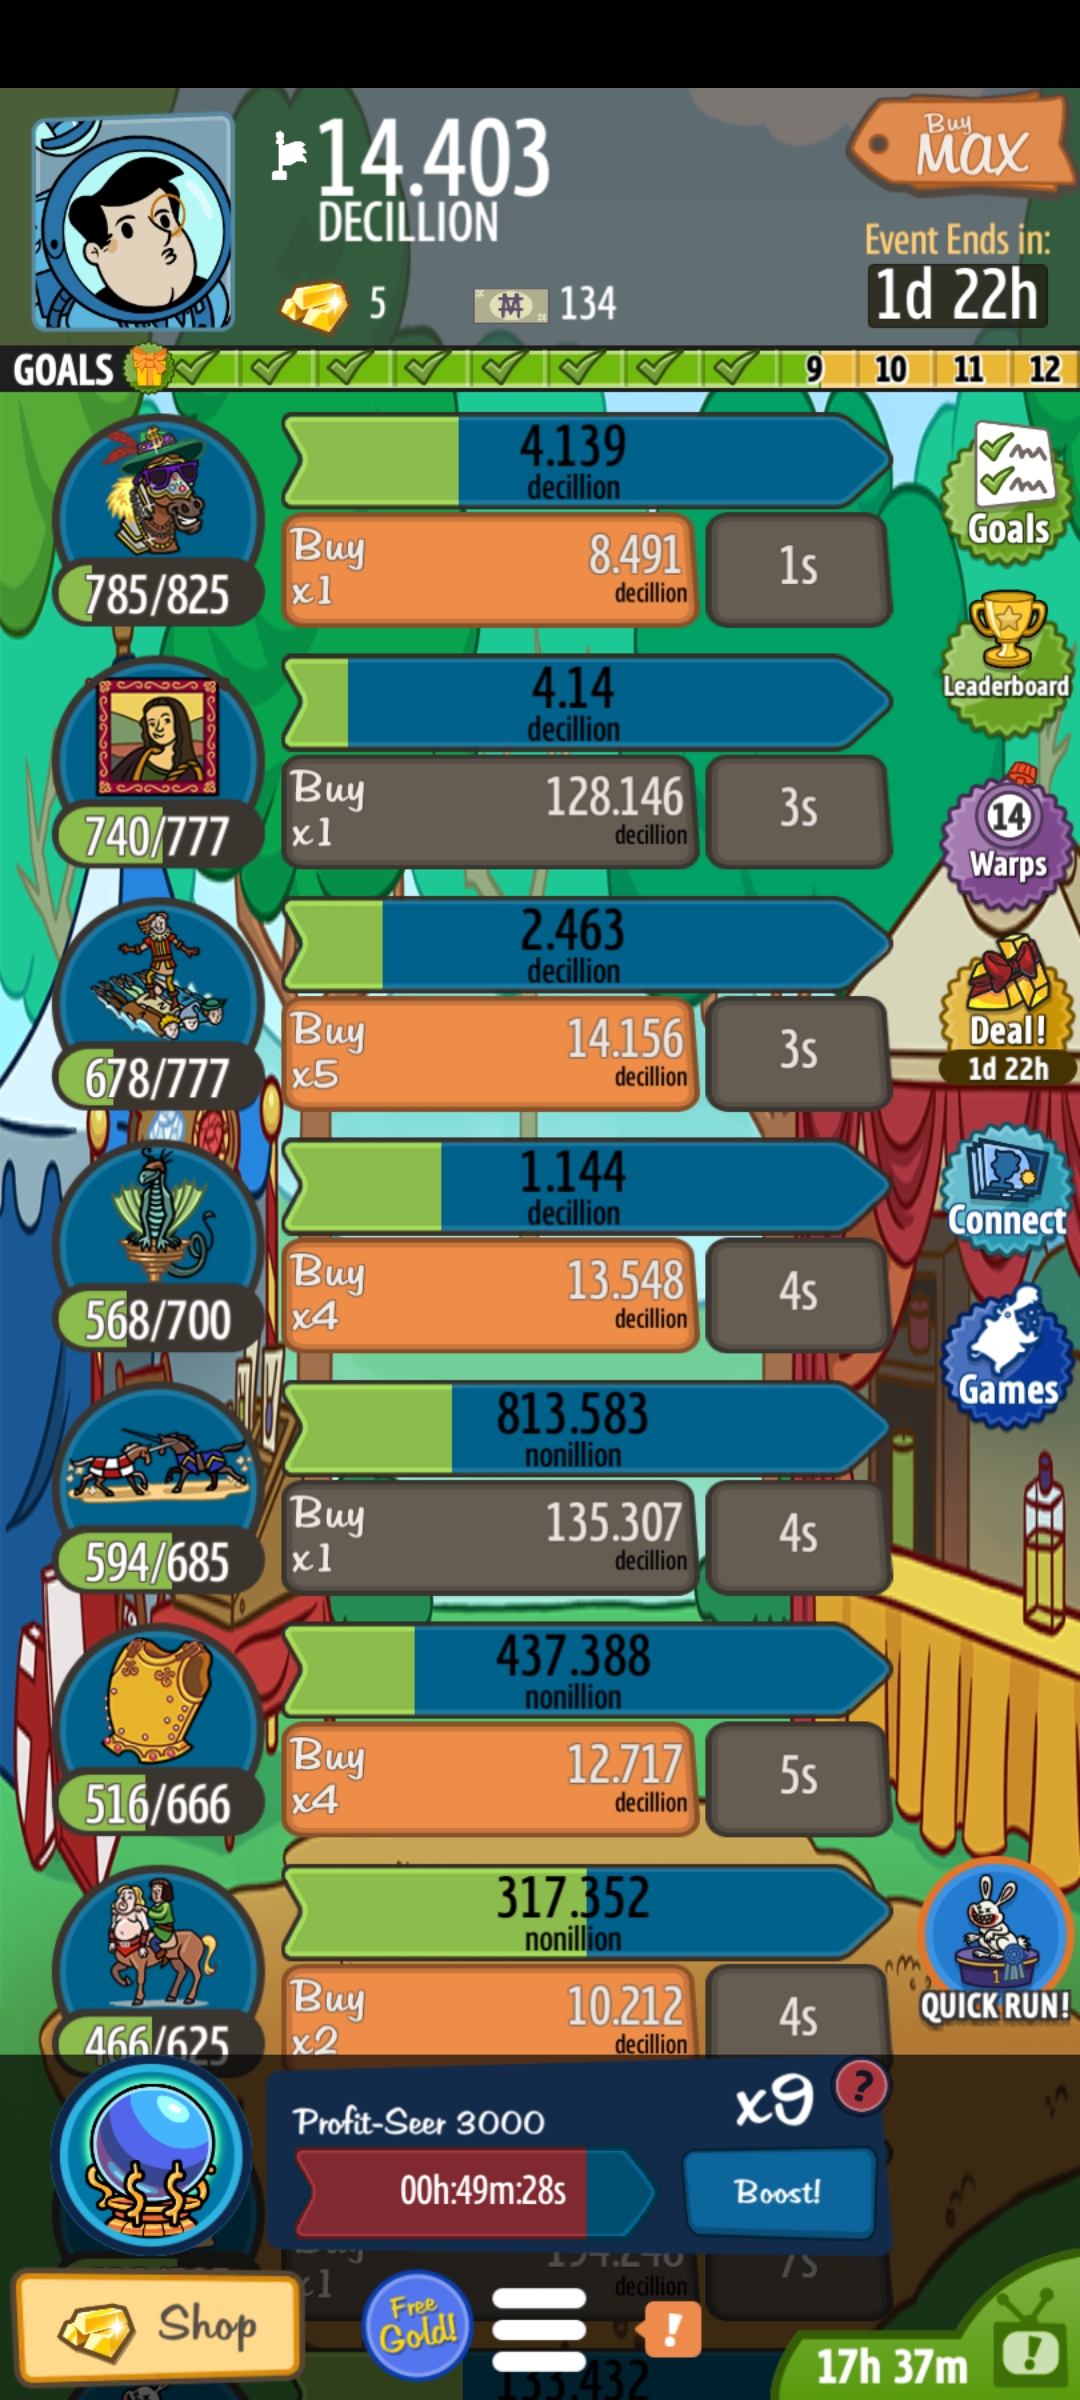 14.403
DECILLION
Buy
MAX
Event Ends in:
1d 22h
5
134
GOALS
9 10 11 12
4.139
decillion
Buy
x1
8.491
decillion
1s
785/825
Goals
Leaderboard
4.14
decillion
Buy
x1
128.146
decillion
3s
740/777
14
Warps
2.463
decillion
Buy
x5
14.156
decillion
3s
678/777
Deal!
1d 22h
1.144
decillion
Buy
x4
13.548
decillion
4s
568/700
Connect
813.583
nonillion
Buy
x1
135.307
decillion
4s
594/685
Games
437.388
nonillion
Buy
x4
12.717
decillion
5s
516/666
317.352
nonillion
Buy
x2
10.212
decillion
4s
466/625
1
QUICK RUN!
Profit-Seer 3000
x9
?
00h:49m:28s
Boost!
x1
decillion
7s
Shop
Free
Gold!
!
133.432
17h 37m
!